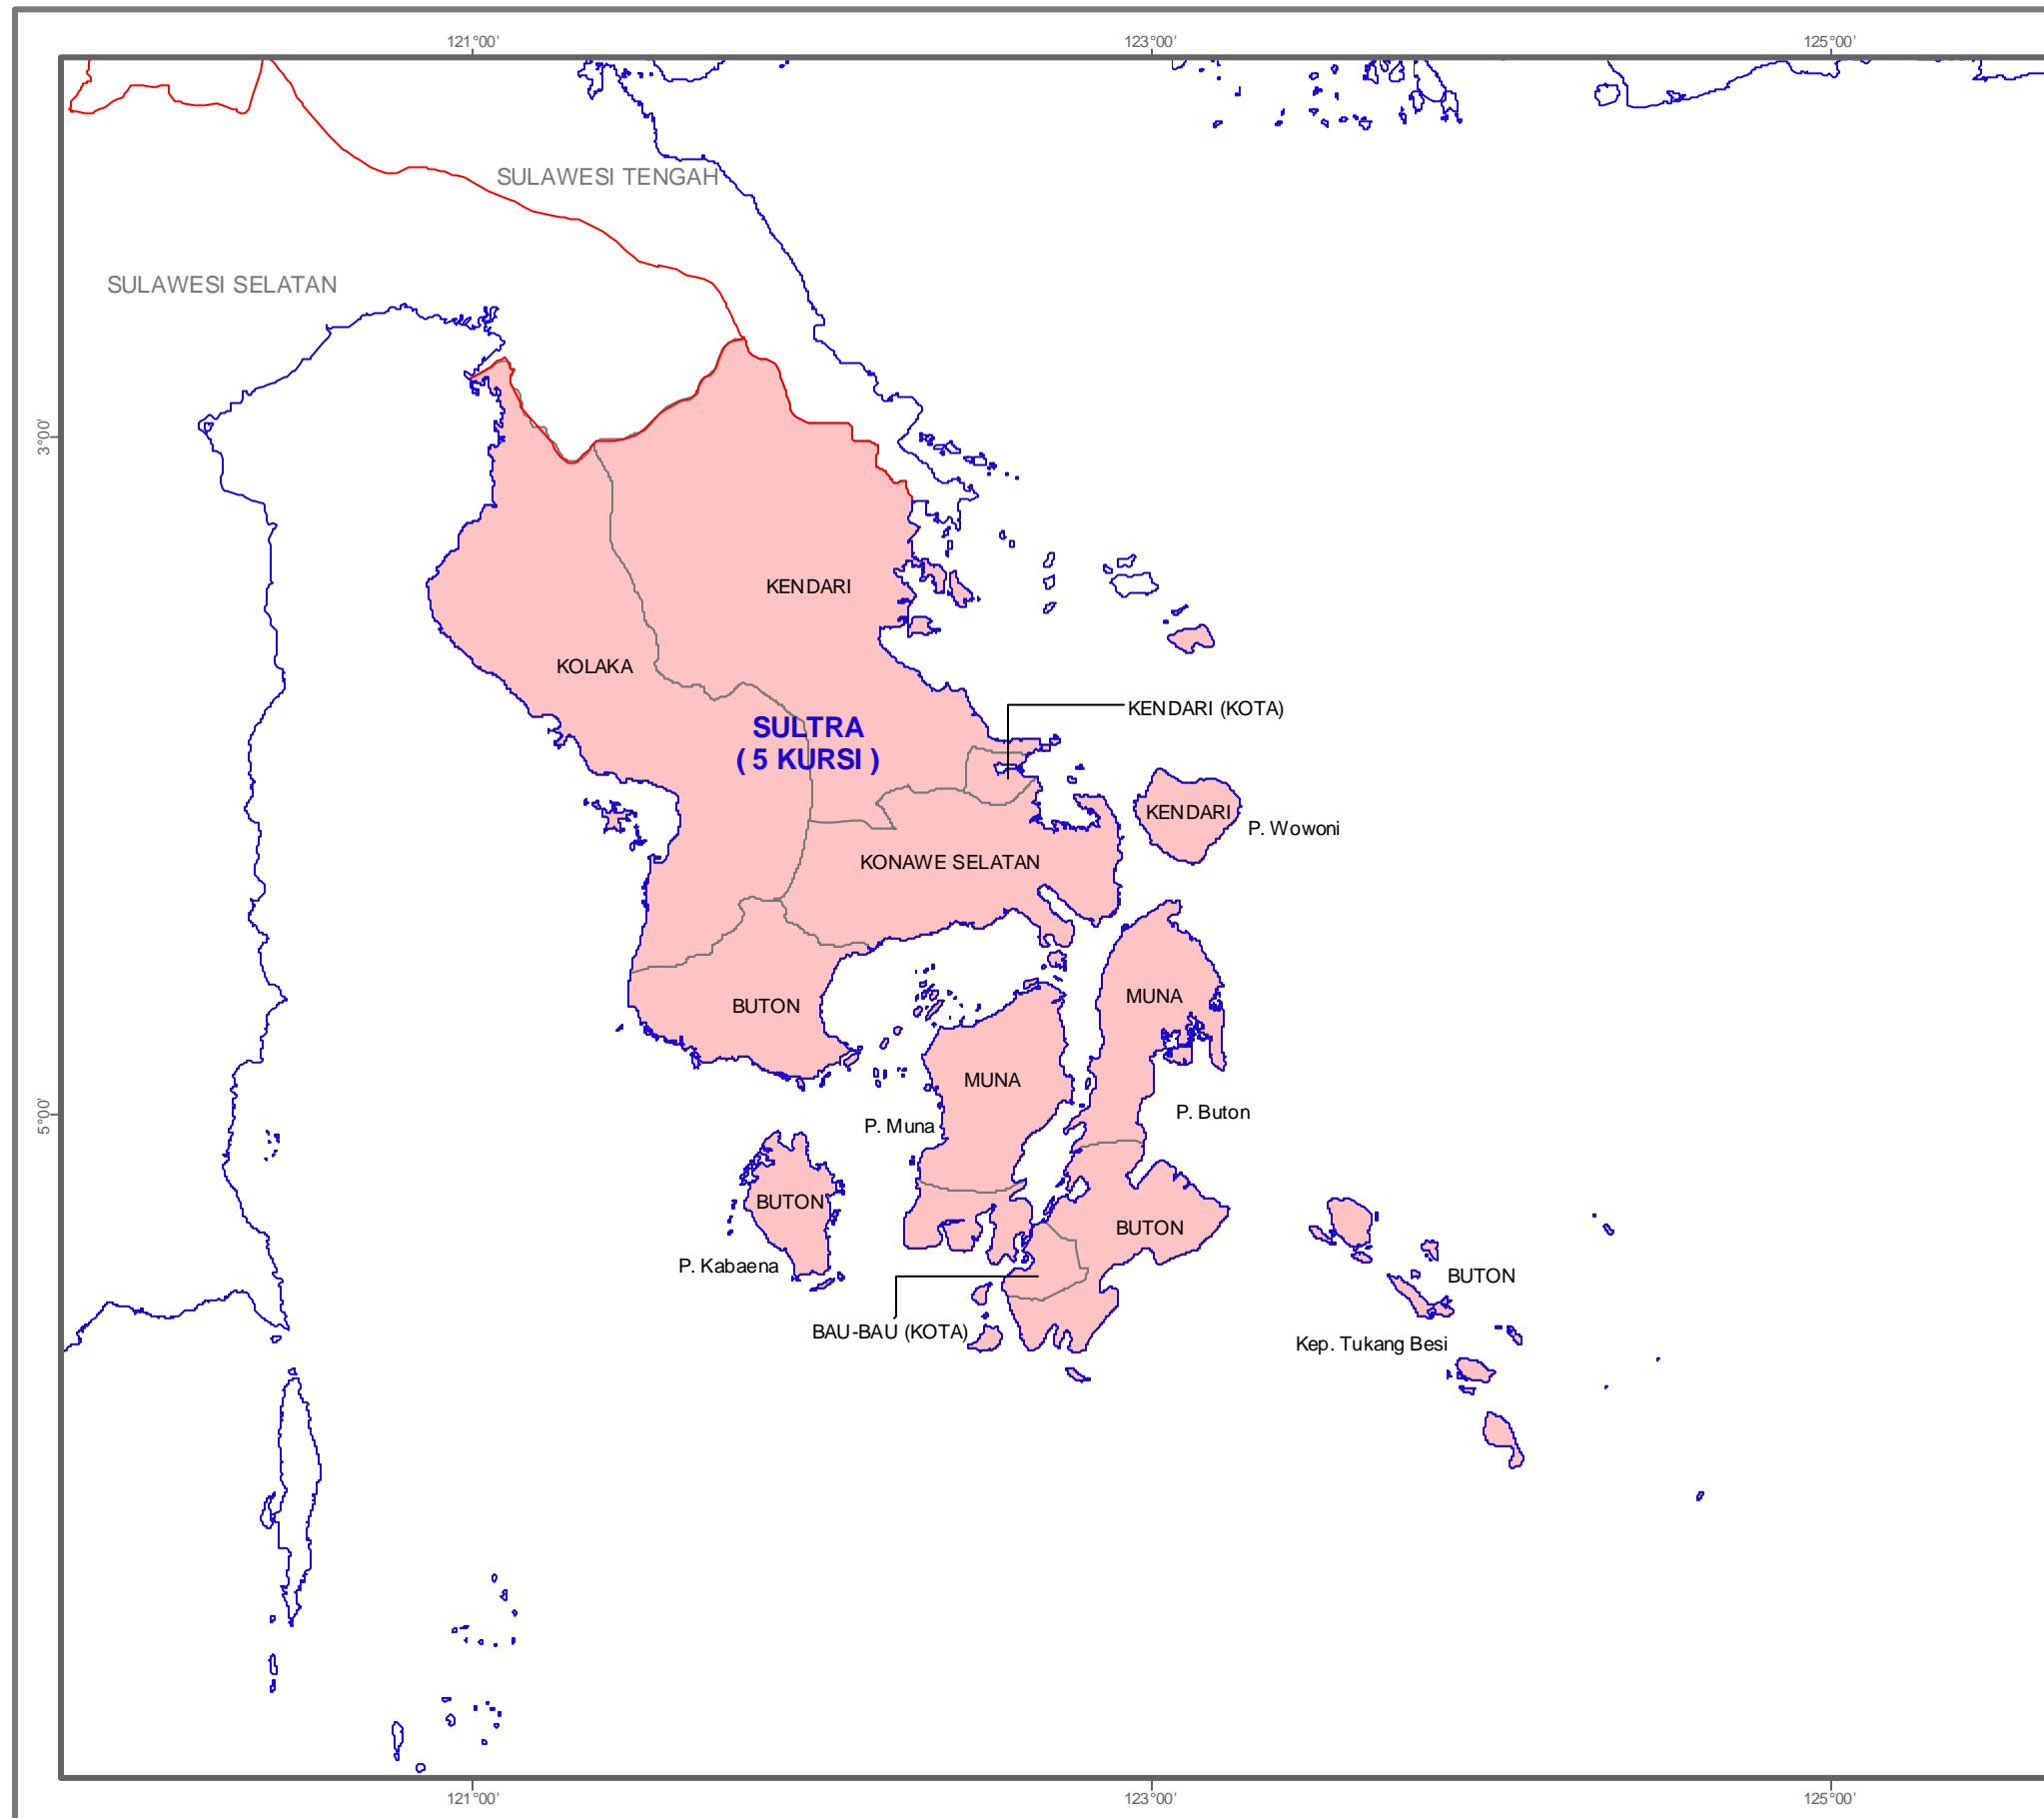 121°00'
123°00'
125°00'
SULAWESI TENGAH
SULAWESI SELATAN
3°00'
KENDARI
KOLAKA
KENDARI (KOTA)
SULTRA
( 5 KURSI )
KENDARI
P. Wowoni
KONAWE SELATAN
MUNA
BUTON
MUNA
5°00'
P. Muna
P. Buton
BUTON
BUTON
P. Kabaena
BUTON
BAU-BAU (KOTA)
Kep. Tukang Besi
121°00'
123°00'
125°00'